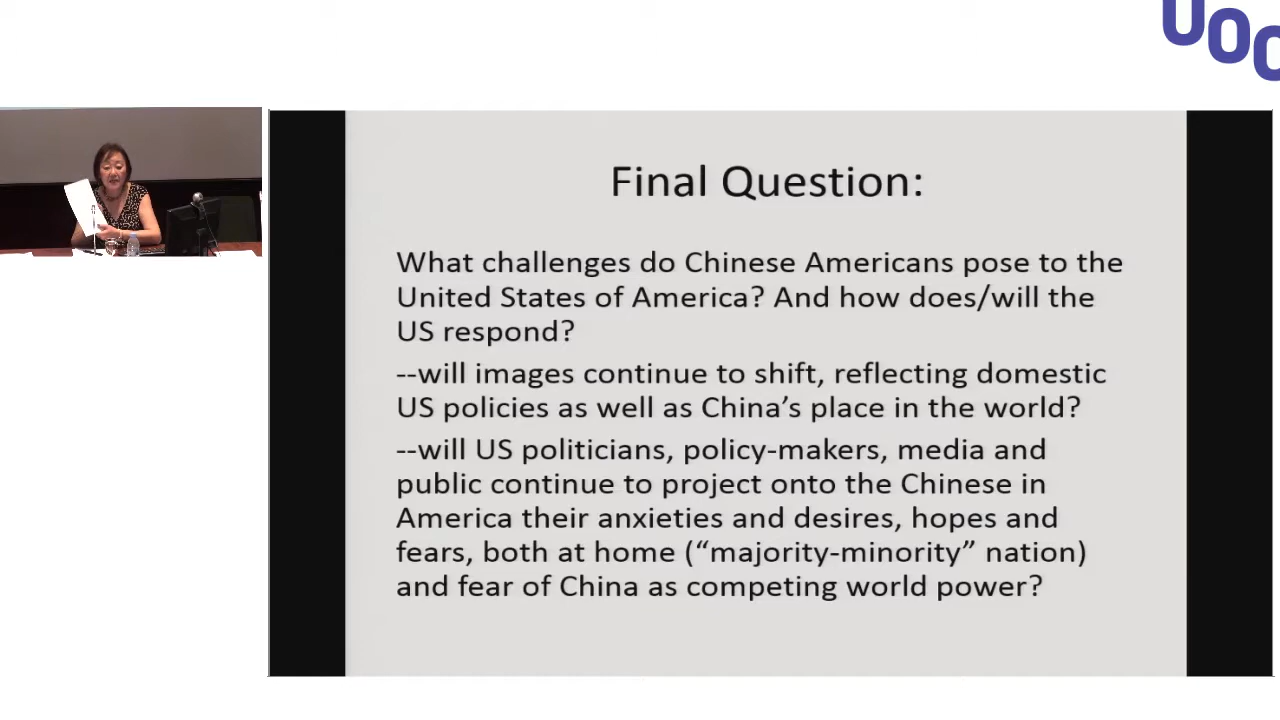 UOC
Final Question:
What challenges do Chinese Americans pose to the
United States of America? And how does/will the
US respond?
--will images continue to shift, reflecting domestic
US policies as well as China’s place in the world?
--will US politicians, policy-makers, media and
public continue to project onto the Chinese in
America their anxieties and desires, hopes and
fears, both at home (“majority-minority” nation)
and fear of China as competing world power?